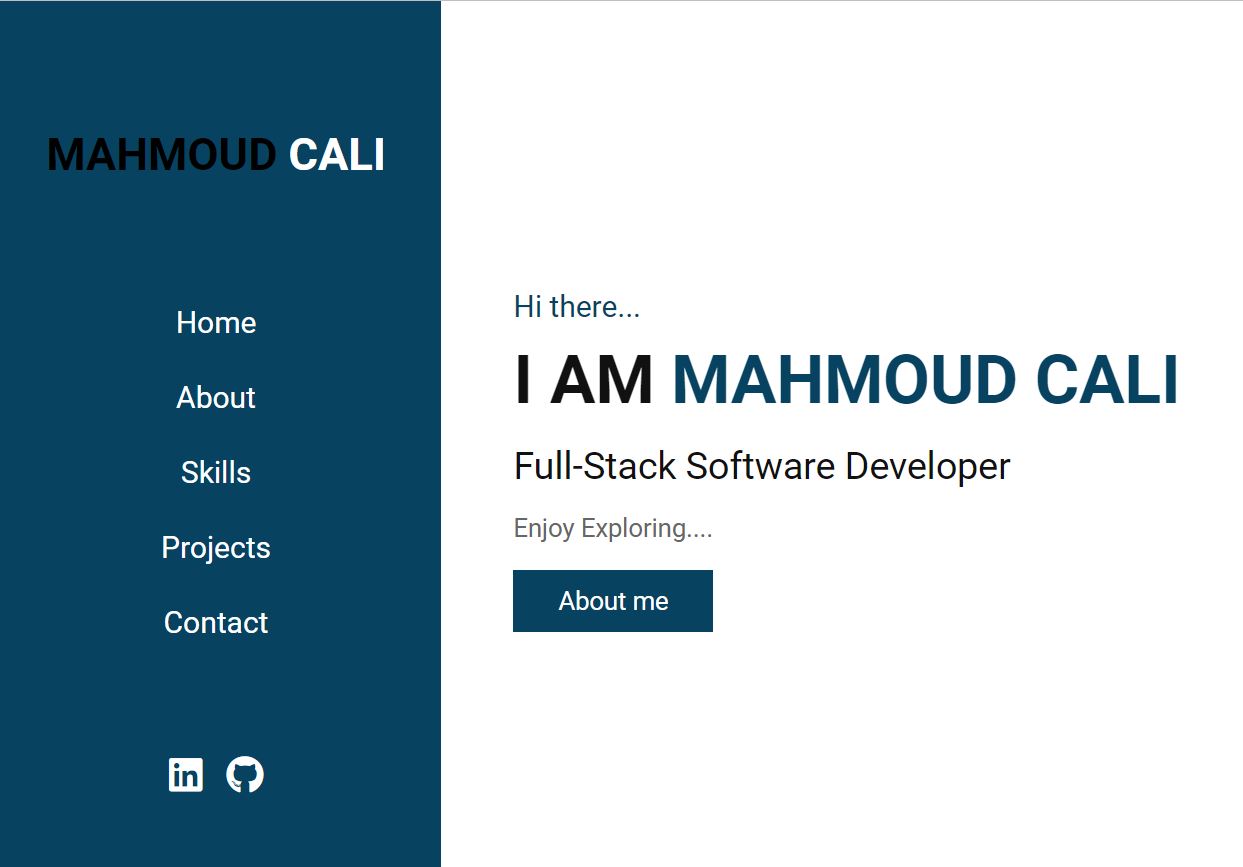 MAHMOUD CALI
Home
About
Skills
Projects
Contact
in
Hi there...
I AM MAHMOUD CALI
Full-Stack Software Developer
Enjoy Exploring....
About me